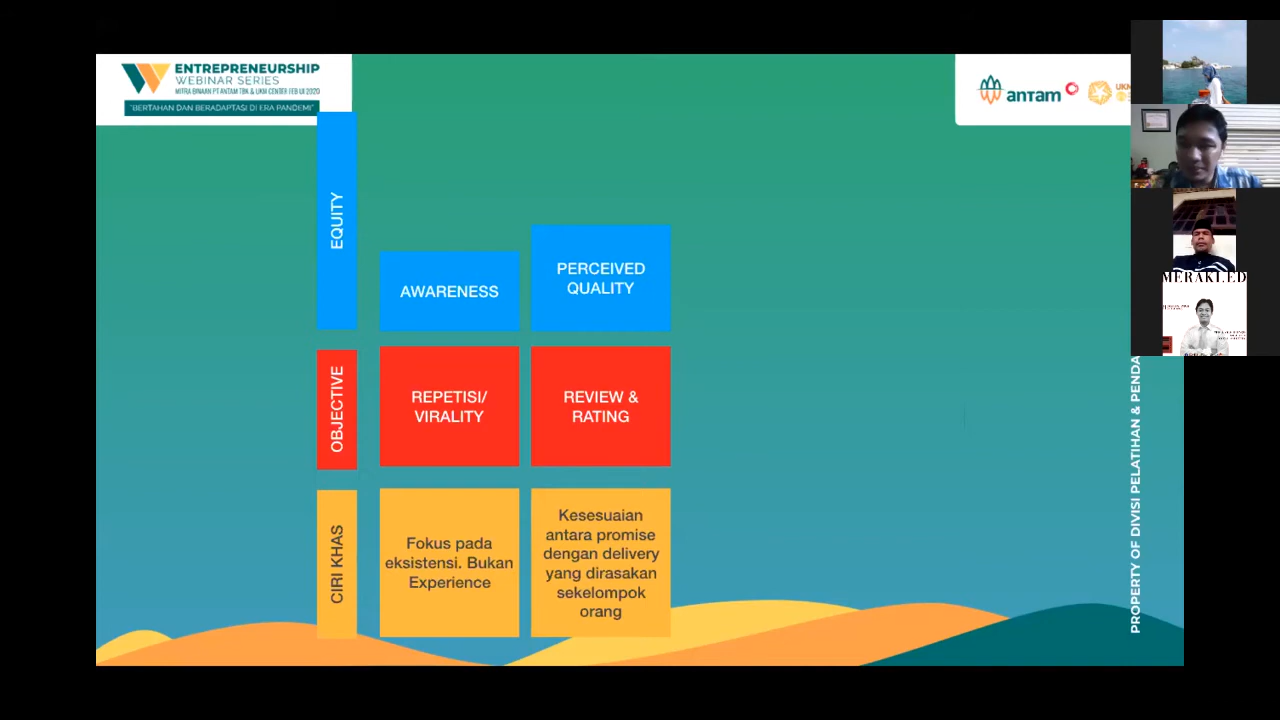 ENTREPRENEURSHIP
WEBINAR SERIES
MITRA BINAAN PT ANTAM TBK & UKM CENTER FEB UI 2020
"BERTAHAN DAN BERADAPTASI DI ERA PANDEMI"
antam
UKM
EQUITY
AWARENESS
PERCEIVED
QUALITY
OBJECTIVE
REPETISI/
VIRALITY
REVIEW &
RATING
CIRI KHAS
Fokus pada
eksistensi. Bukan
Experience
Kesesuaian
antara promise
dengan delivery
yang dirasakan
sekelompok
orang
PROPERTY OF DIVISI PELATIHAN & PENDA
MERAKI.ED